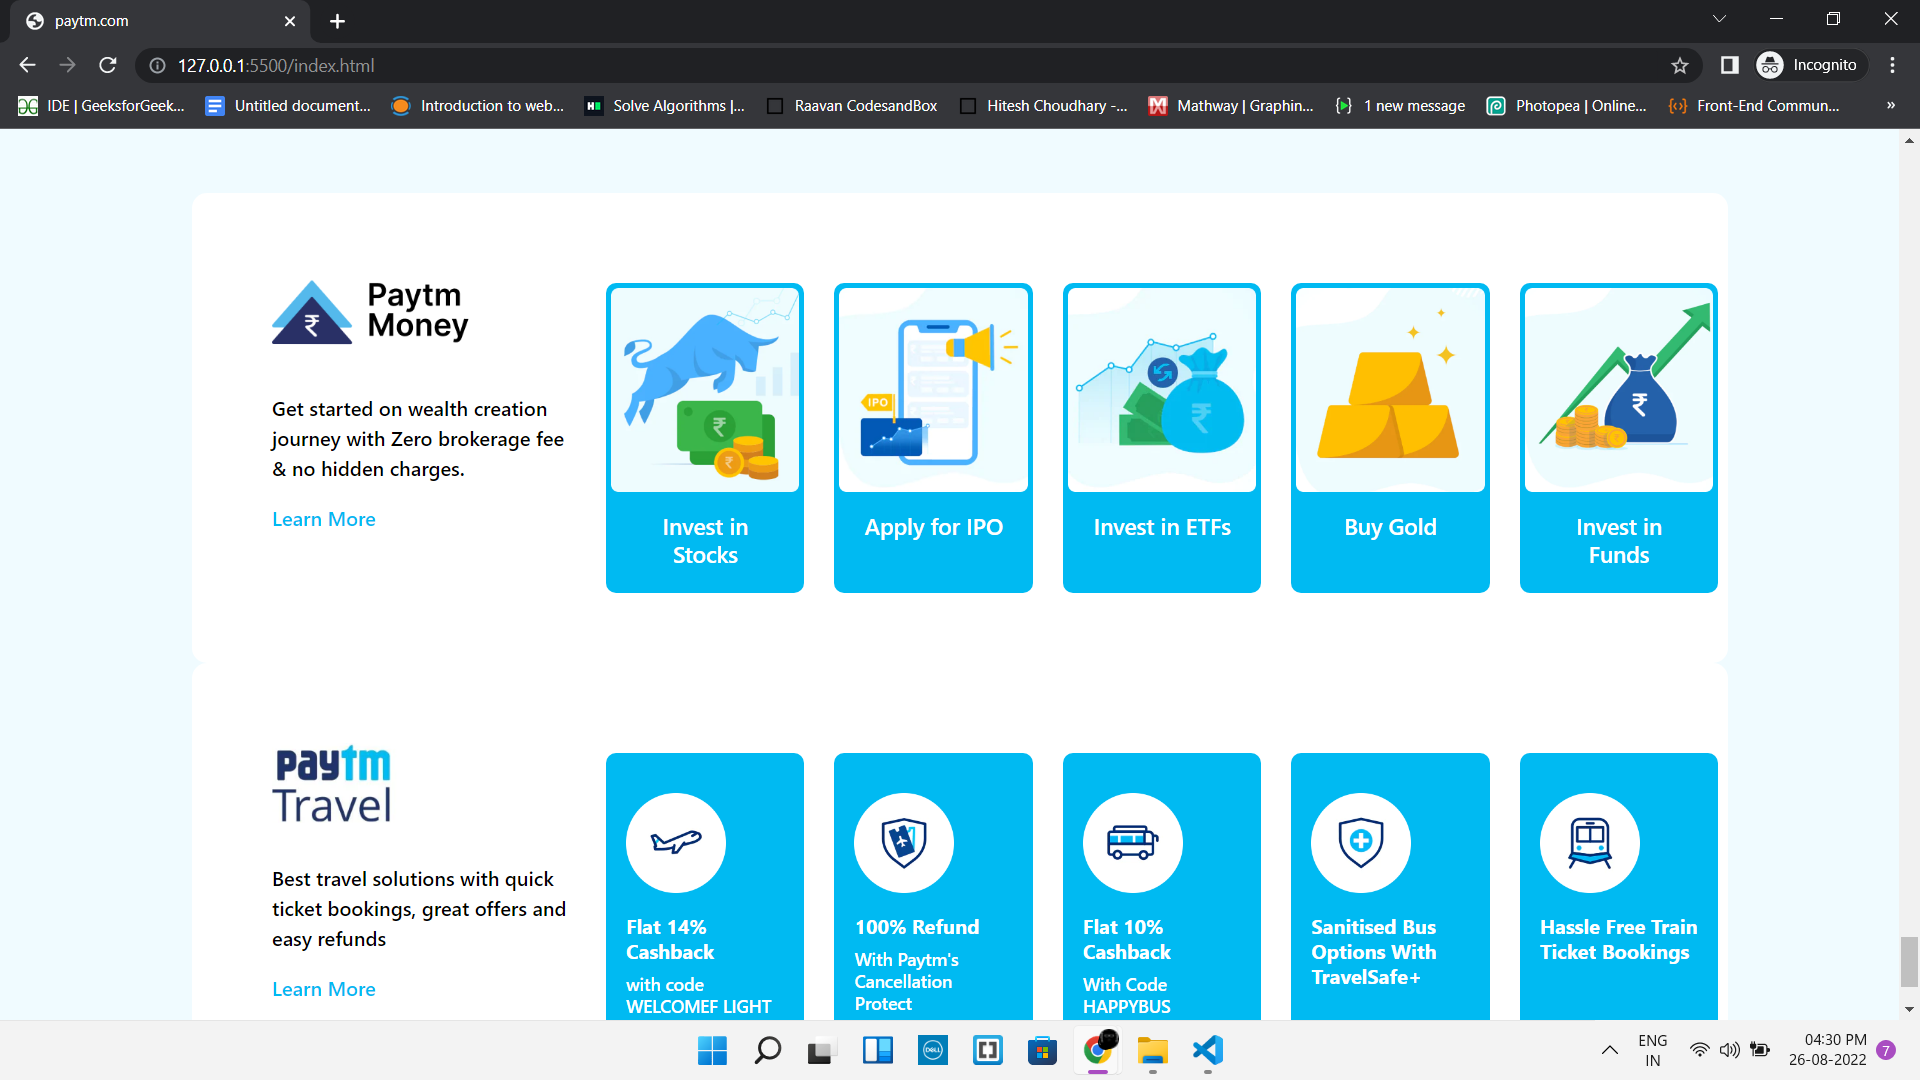 paytm.com
127.0.0.1:5500/index.html
Incognito
IDE | GeeksforGeek...
Untitled document...
Introduction to web...
Solve Algorithms |...
Raavan CodesandBox
Hitesh Choudhary -...
Mathway | Graphin...
1 new message
Photopea | Online...
Front-End Commun...
»
Paytm
Money
Get started on wealth creation
journey with Zero brokerage fee
& no hidden charges.
Learn More
₹
₹
₹
IPO
₹
₹
Invest in
Stocks
Apply for IPO
Invest in ETFs
Buy Gold
Invest in
Funds
paytm
Travel
Best travel solutions with quick
ticket bookings, great offers and
easy refunds
Learn More
Flat 14%
Cashback
with code
WELCOMEF LIGHT
100% Refund
With Paytm's
Cancellation
Protect
Flat 10%
Cashback
With Code
HAPPYBUS
Sanitised Bus
Options With
TravelSafe+
Hassle Free Train
Ticket Bookings
DELL
ENG
IN
04:30 PM
26-08-2022
7